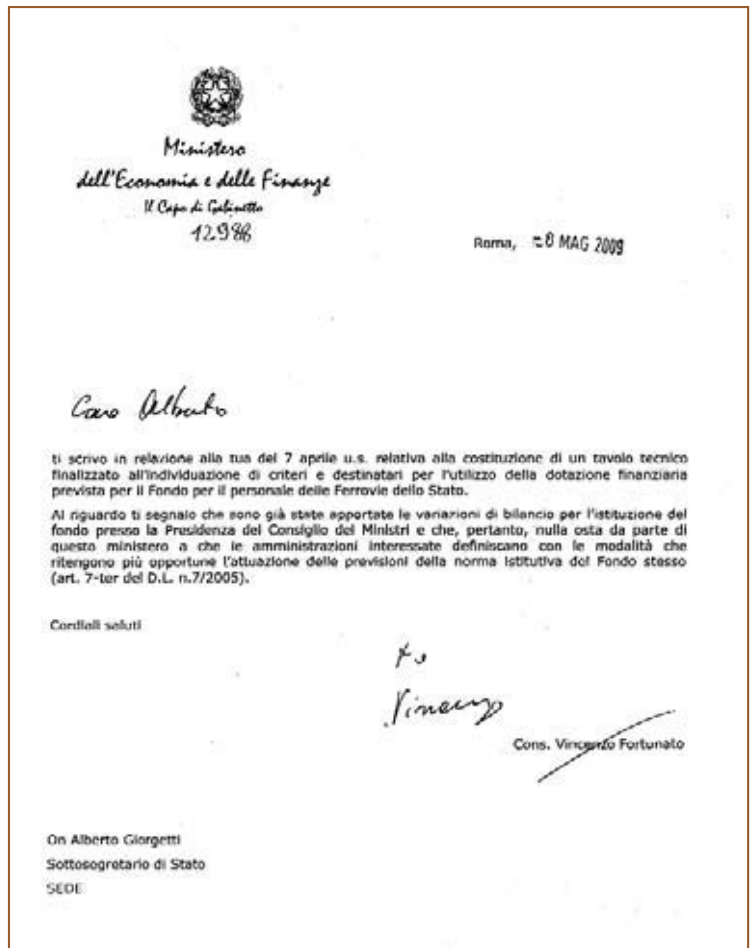 Ministero
dell'Economia e delle Finanze
Il Capo di Gabinetto
12988
Roma, -8 MAG 2009
Caro Alberto
ti scrivo in relazione alla tua del 7 aprile u.s. relativa alla costituzione di un tavolo tecnico
finalizzato all'individuazione di criteri e destinatari per l'utilizzo della dotazione finanziaria
prevista per il Fondo per il personale delle Ferrovie dello Stato.
Al riguardo ti segnalo che sono già state apportate le variazioni di bilancio per l'istituzione del
fondo presso la Presidenza del Consiglio dei Ministri e che, pertanto, nulla osta da parte di
questo ministero a che le amministrazioni interessate definiscano con le modalità che
ritengono più opportune l'attuazione delle previsioni della norma istitutiva del Fondo stesso
(art. 7-ter del D.L. n.7/2005).
Cordiali saluti
Cons. Vincenzo Fortunato
On Alberto Giorgetti
Sottosegretario di Stato
SEDE